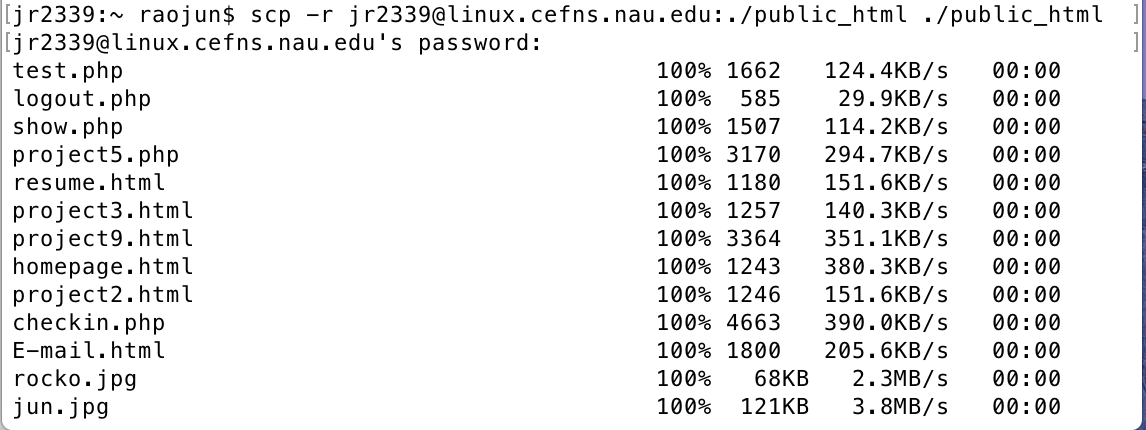 [jr2339:~ raojun$ scp -r jr2339@linux.cefns.nau.edu:./public_html ./public_html ]
[jr2339@linux.cefns.nau.edu's password: ]
test.php 100% 1662 124.4KB/s 00:00
logout.php 100% 585 29.9KB/s 00:00
show.php 100% 1507 114.2KB/s 00:00
project5.php 100% 3170 294.7KB/s 00:00
resume.html 100% 1180 151.6KB/s 00:00
project3.html 100% 1257 140.3KB/s 00:00
project9.html 100% 3364 351.1KB/s 00:00
homepage.html 100% 1243 380.3KB/s 00:00
project2.html 100% 1246 151.6KB/s 00:00
checkin.php 100% 4663 390.0KB/s 00:00
E-mail.html 100% 1800 205.6KB/s 00:00
rocko.jpg 100% 68KB 2.3MB/s 00:00
jun.jpg 100% 121KB 3.8MB/s 00:00